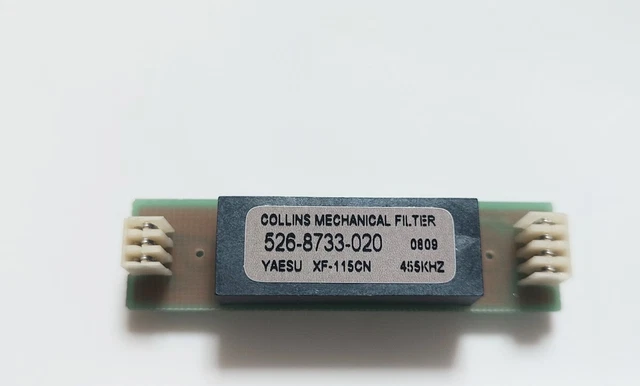 COLLINS MECHANICAL FILTER
526-8733-020 0809
YAESU XF-115CN 455KHZ